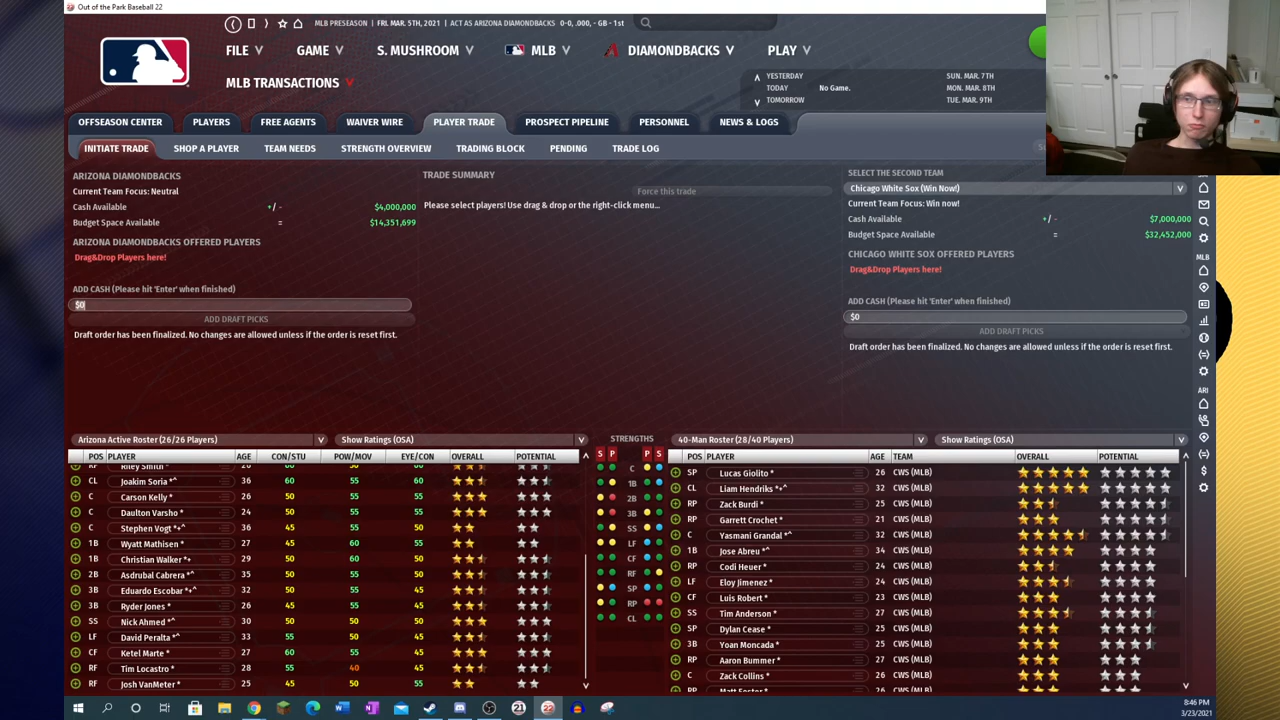 Out of the Park Baseball 22
MLB PRESEASON | FRI. MAR. 5TH, 2021 | ACT AS ARIZONA DIAMONDBACKS 0-0, .000, - GB - 1st
FILE GAME S. MUSHROOM MLB DIAMONDBACKS PLAY
MLB TRANSACTIONS
YESTERDAY
TODAY No Game.
TOMORROW
SUN. MAR. 7TH
MON. MAR. 8TH
TUE. MAR. 9TH
OFFSEASON CENTER PLAYERS FREE AGENTS WAIVER WIRE PLAYER TRADE PROSPECT PIPELINE PERSONNEL NEWS & LOGS
INITIATE TRADE SHOP A PLAYER TEAM NEEDS STRENGTH OVERVIEW TRADING BLOCK PENDING TRADE LOG
ARIZONA DIAMONDBACKS
Current Team Focus: Neutral
Cash Available +/- $4,000,000
Budget Space Available = $14,351,699
ARIZONA DIAMONDBACKS OFFERED PLAYERS
Drag&Drop Players here!
ADD CASH (Please hit 'Enter' when finished)
$0
ADD DRAFT PICKS
Draft order has been finalized. No changes are allowed unless if the order is reset first.
TRADE SUMMARY
Force this trade
Please select players! Use drag & drop or the right-click menu...
SELECT THE SECOND TEAM
Chicago White Sox (Win Now!)
Current Team Focus: Win now!
Cash Available +/- $7,000,000
Budget Space Available = $32,452,000
CHICAGO WHITE SOX OFFERED PLAYERS
Drag&Drop Players here!
ADD CASH (Please hit 'Enter' when finished)
$0
ADD DRAFT PICKS
Draft order has been finalized. No changes are allowed unless if the order is reset first.
MLB
ARI
Arizona Active Roster (26/26 Players) Show Ratings (OSA)
POS PLAYER AGE CON/STU POW/MOV EYE/CON OVERALL POTENTIAL
RP Riley Smith * 26 60 50 60
CL Joakim Soria *^ 36 60 55 60
C Carson Kelly * 26 50 55 55
C Daulton Varsho * 24 50 55 50
C Stephen Vogt *+^ 36 45 55 50
1B Wyatt Mathisen * 27 45 60 55
1B Christian Walker *+ 29 50 60 50
2B Asdrubal Cabrera *^ 35 50 55 50
3B Eduardo Escobar *+^ 32 50 55 45
3B Ryder Jones * 26 45 55 45
SS Nick Ahmed *^ 30 50 50 45
LF David Peralta *^ 33 55 50 45
CF Ketel Marte * 27 60 55 50
RF Tim Locastro * 28 55 40 45
RF Josh VanMeter * 25 45 50 55
STRENGTHS
S P P S
C
1B
2B
3B
SS
LF
CF
RF
SP
RP
CL
40-Man Roster (28/40 Players) Show Ratings (OSA)
POS PLAYER AGE TEAM OVERALL POTENTIAL
SP Lucas Giolito * 26 CWS (MLB)
CL Liam Hendriks *+^ 32 CWS (MLB)
RP Zack Burdi * 25 CWS (MLB)
RP Garrett Crochet * 21 CWS (MLB)
C Yasmani Grandal *^ 32 CWS (MLB)
1B Jose Abreu *^ 34 CWS (MLB)
RP Codi Heuer * 24 CWS (MLB)
LF Eloy Jimenez * 24 CWS (MLB)
CF Luis Robert * 23 CWS (MLB)
SS Tim Anderson * 27 CWS (MLB)
SP Dylan Cease * 25 CWS (MLB)
3B Yoan Moncada * 25 CWS (MLB)
RP Aaron Bummer * 27 CWS (MLB)
C Zack Collins * 26 CWS (MLB)
RP Matt Foster * 26 CWS (MLB)
21 22
8:46 PM
3/23/2021